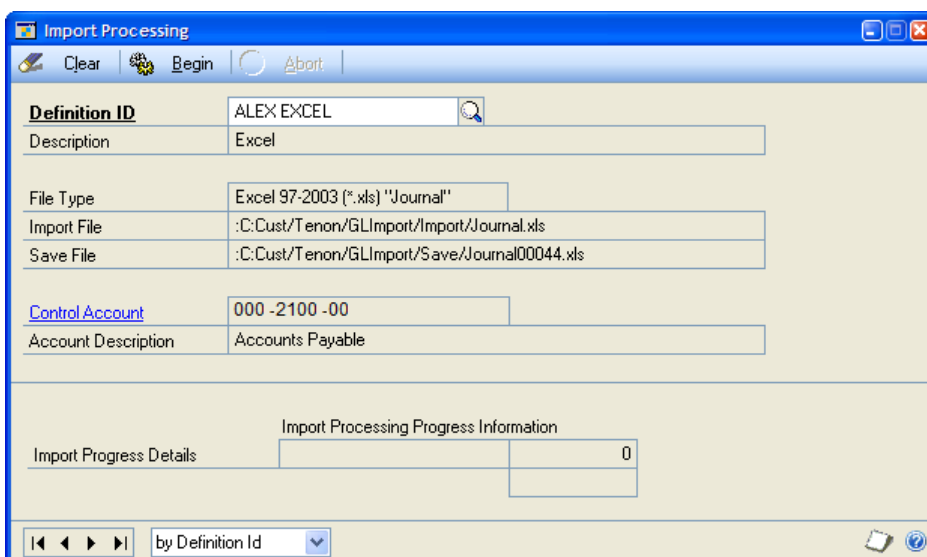 Import Processing
Clear Begin Abort
Definition ID ALEX EXCEL
Description Excel
File Type Excel 97-2003 (*.xls) "Journal"
Import File :C:Cust/Tenon/GLImport/Import/Journal.xls
Save File :C:Cust/Tenon/GLImport/Save/Journal00044.xls
Control Account 000 -2100 -00
Account Description Accounts Payable
Import Processing Progress Information
Import Progress Details 0
by Definition Id